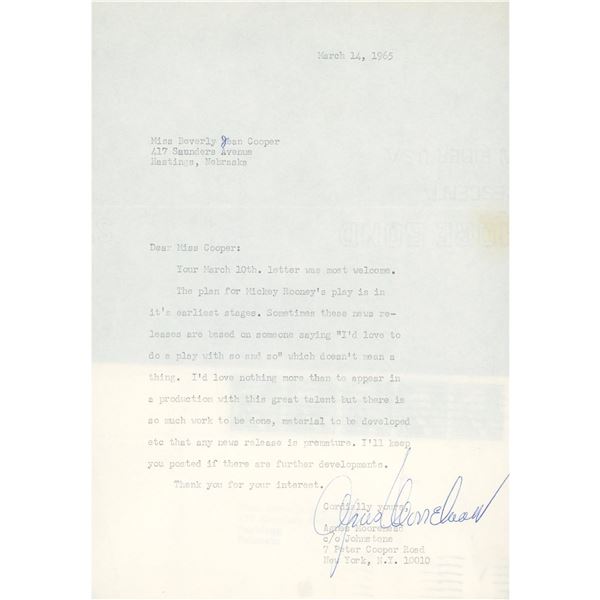 March 14, 1965
Miss Beverly Jean Cooper
417 Saunders Avenue
Hastings, Nebraska
Dear Miss Cooper:
Your March 10th. letter was most welcome.
The plan for Mickey Rooney's play is in
it's earliest stages. Sometimes these news re-
leases are based on someone saying "I'd love to
do a play with so and so" which doesn't mean a
thing. I'd love nothing more than to appear in
a production with this great talent but there is
so much work to be done, material to be developed
etc that any news release is premature. I'll keep
you posted if there are further developments.
Thank you for your interest.
Cordially yours,
Agnes Moorehead
Agnes Moorehead
c/o Johnstone
7 Peter Cooper Road
New York, N.Y. 10010